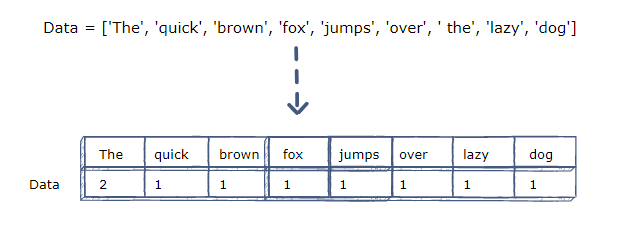 Data = ['The', 'quick', 'brown', 'fox', 'jumps', 'over', ' the', 'lazy', 'dog']
The quick brown fox jumps over lazy dog
Data 2 1 1 1 1 1 1 1